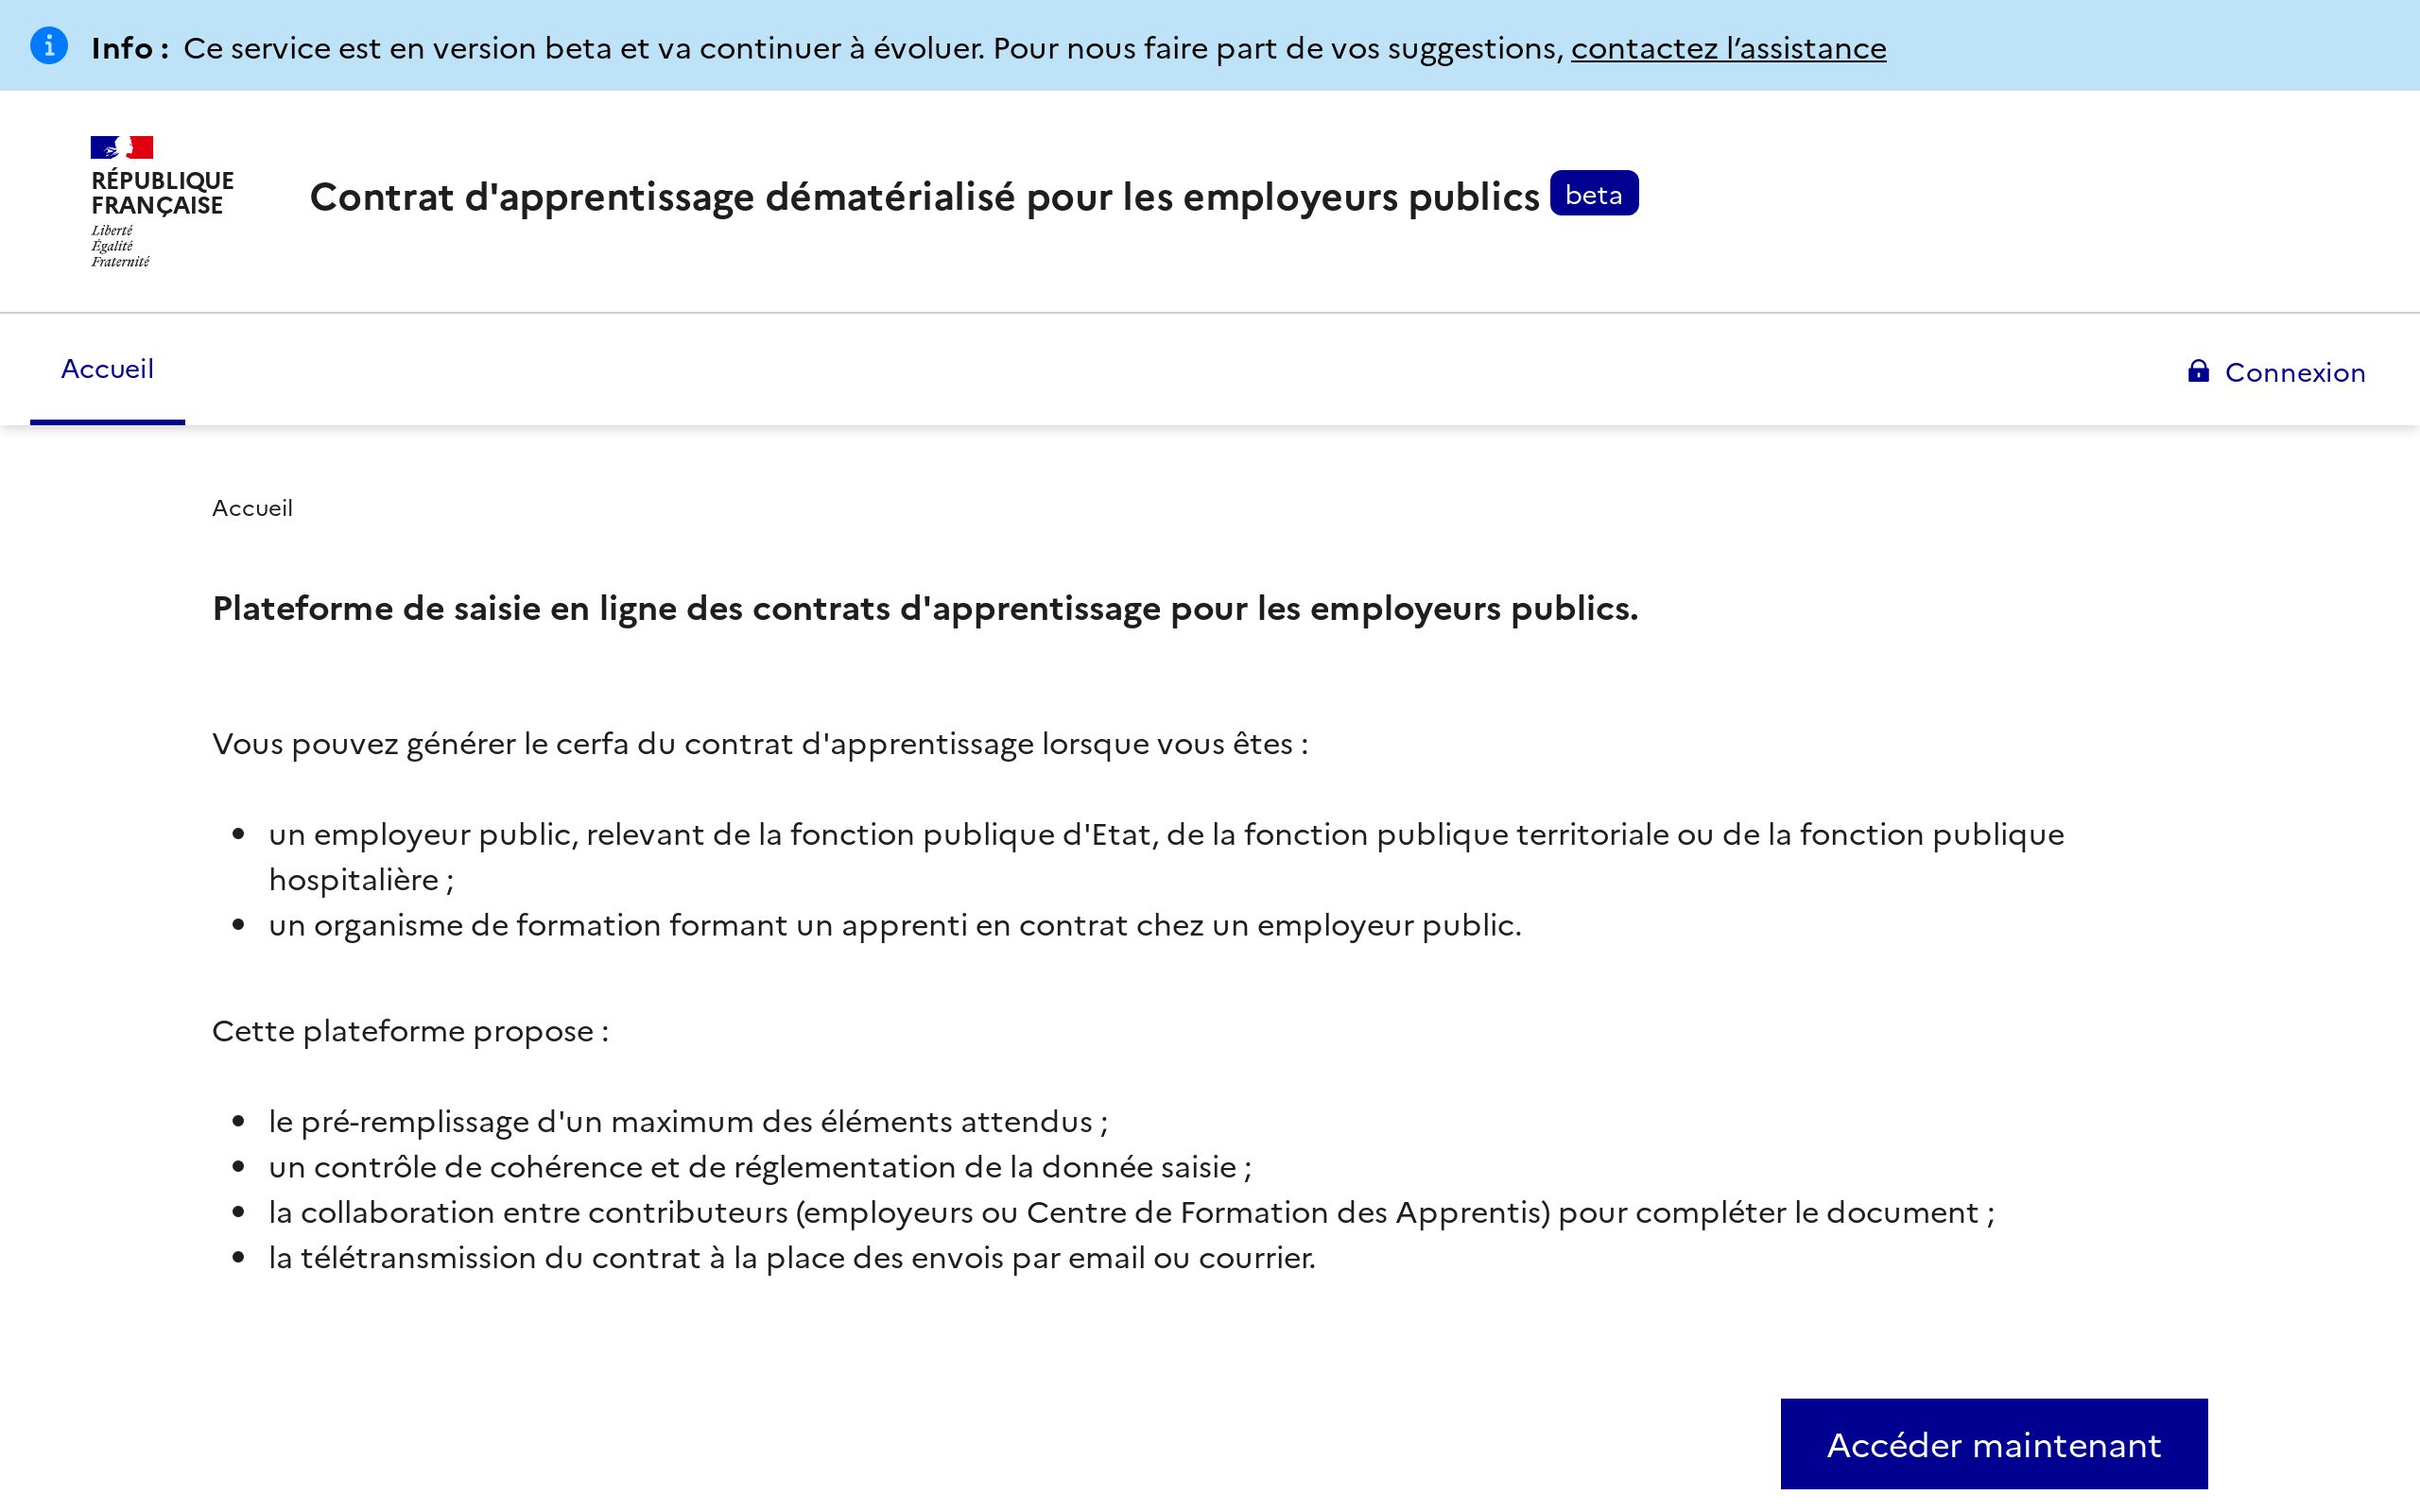 Info : Ce service est en version beta et va continuer à évoluer. Pour nous faire part de vos suggestions, contactez l’assistance
RÉPUBLIQUE
FRANÇAISE
Liberté
Égalité
Fraternité
Contrat d'apprentissage dématérialisé pour les employeurs publics beta
Accueil
Connexion
Accueil
Plateforme de saisie en ligne des contrats d'apprentissage pour les employeurs publics.
Vous pouvez générer le cerfa du contrat d'apprentissage lorsque vous êtes :
un employeur public, relevant de la fonction publique d'Etat, de la fonction publique territoriale ou de la fonction publique
hospitalière ;
un organisme de formation formant un apprenti en contrat chez un employeur public.
Cette plateforme propose :
le pré-remplissage d'un maximum des éléments attendus ;
un contrôle de cohérence et de réglementation de la donnée saisie ;
la collaboration entre contributeurs (employeurs ou Centre de Formation des Apprentis) pour compléter le document ;
la télétransmission du contrat à la place des envois par email ou courrier.
Accéder maintenant